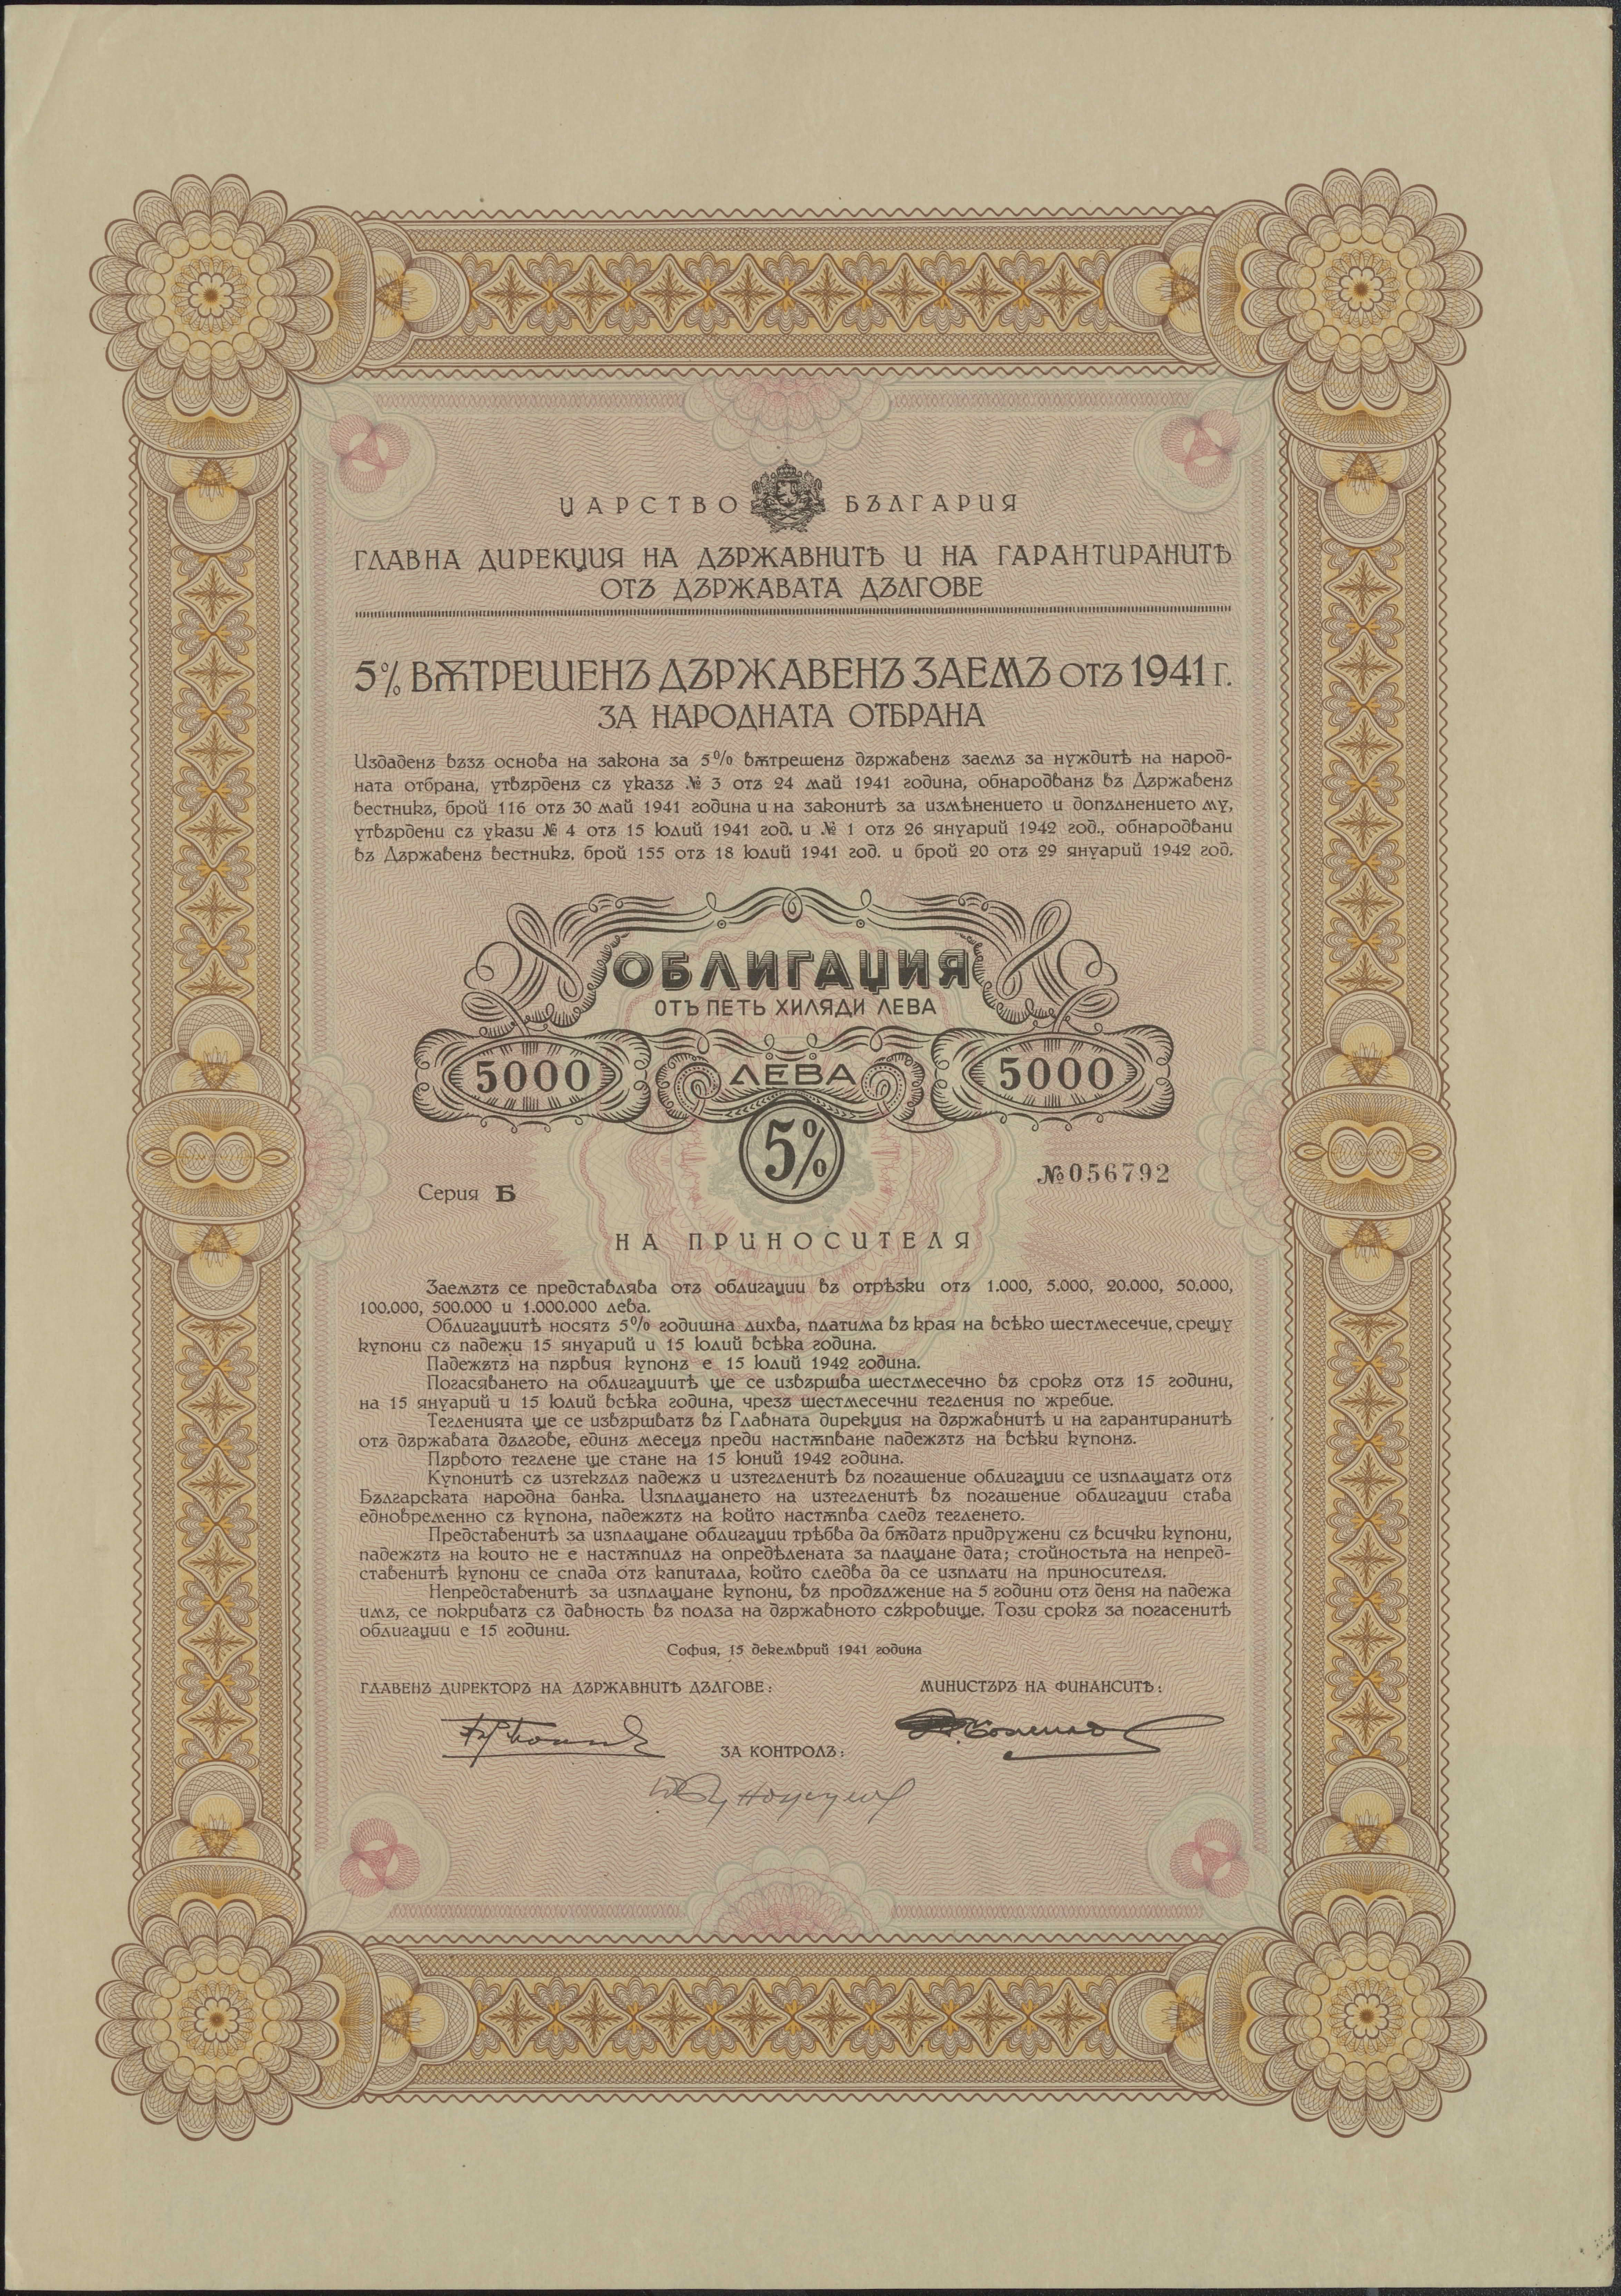 ЦАРСТВО БЪЛГАРИЯ
ГЛАВНА ДИРЕКЦИЯ НА ДЪРЖАВНИТѢ И НА ГАРАНТИРАНИТѢ
ОТЪ ДЪРЖАВАТА ДЪЛГОВЕ
5% ВѪТРЕШЕНЪ ДЪРЖАВЕНЪ ЗАЕМЪ отъ 1941 г.
ЗА НАРОДНАТА ОТБРАНА
Издаденъ възъ основа на закона за 5% вѫтрешенъ държавенъ заемъ за нуждитѣ на народ-
ната отбрана, утвърденъ съ указъ № 3 отъ 24 май 1941 година, обнародванъ въ Държавенъ
вестникъ, брой 116 отъ 30 май 1941 година и на законитѣ за измѣнението и допълнението му,
утвърдени съ укази № 4 отъ 15 юлий 1941 год. и № 1 отъ 26 януарий 1942 год., обнародвани
въ Държавенъ вестникъ, брой 155 отъ 18 юлий 1941 год. и брой 20 отъ 29 януарий 1942 год.
ОБЛИГАЦИЯ
ОТЪ ПЕТЬ ХИЛЯДИ ЛЕВА
5000 ЛЕВА 5000
5%
Серия Б №056792
НА ПРИНОСИТЕЛЯ
Заемътъ се представлява отъ облигации въ отрѣзки отъ 1.000, 5.000, 20.000, 50.000,
100.000, 500.000 и 1.000.000 лева.
Облигациитѣ носятъ 5% годишна лихва, платима въ края на всѣко шестмесечие, срещу
купони съ падежи 15 януарий и 15 юлий всѣка година.
Падежътъ на първия купонъ е 15 юлий 1942 година.
Погасяването на облигациитѣ ще се извършва шестмесечно въ срокъ отъ 15 години,
на 15 януарий и 15 юлий всѣка година, чрезъ шестмесечни тегления по жребие.
Тегленията ще се извършватъ въ Главната дирекция на държавнитѣ и на гарантиранитѣ
отъ държавата дългове, единъ месецъ преди настѫпване падежътъ на всѣки купонъ.
Първото теглене ще стане на 15 юний 1942 година.
Купонитѣ съ изтекълъ падежъ и изтегленитѣ въ погашение облигации се изплащатъ отъ
Българската народна банка. Изплащането на изтегленитѣ въ погашение облигации става
едновременно съ купона, падежътъ на който настѫпва следъ тегленето.
Представенитѣ за изплащане облигации трѣбва да бѫдатъ придружени съ всички купони,
падежътъ на които не е настѫпилъ на опредѣлената за плащане дата; стойностьта на непред-
ставенитѣ купони се спада отъ капитала, който следва да се изплати на приносителя.
Непредставенитѣ за изплащане купони, въ продължение на 5 години отъ деня на падежа
имъ, се покриватъ съ давность въ полза на държавното съкровище. Този срокъ за погасенитѣ
облигации е 15 години.
София, 15 декемврий 1941 година
ГЛАВЕНЪ ДИРЕКТОРЪ НА ДЪРЖАВНИТѢ ДЪЛГОВЕ: МИНИСТЪРЪ НА ФИНАНСИТѢ:
ЗА КОНТРОЛЪ: